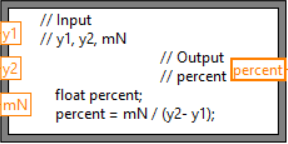 // Input
y1
// y1, y2, mN
// Output
y2
// percent
percent
float percent;
mN
percent = mN / (y2- y1);